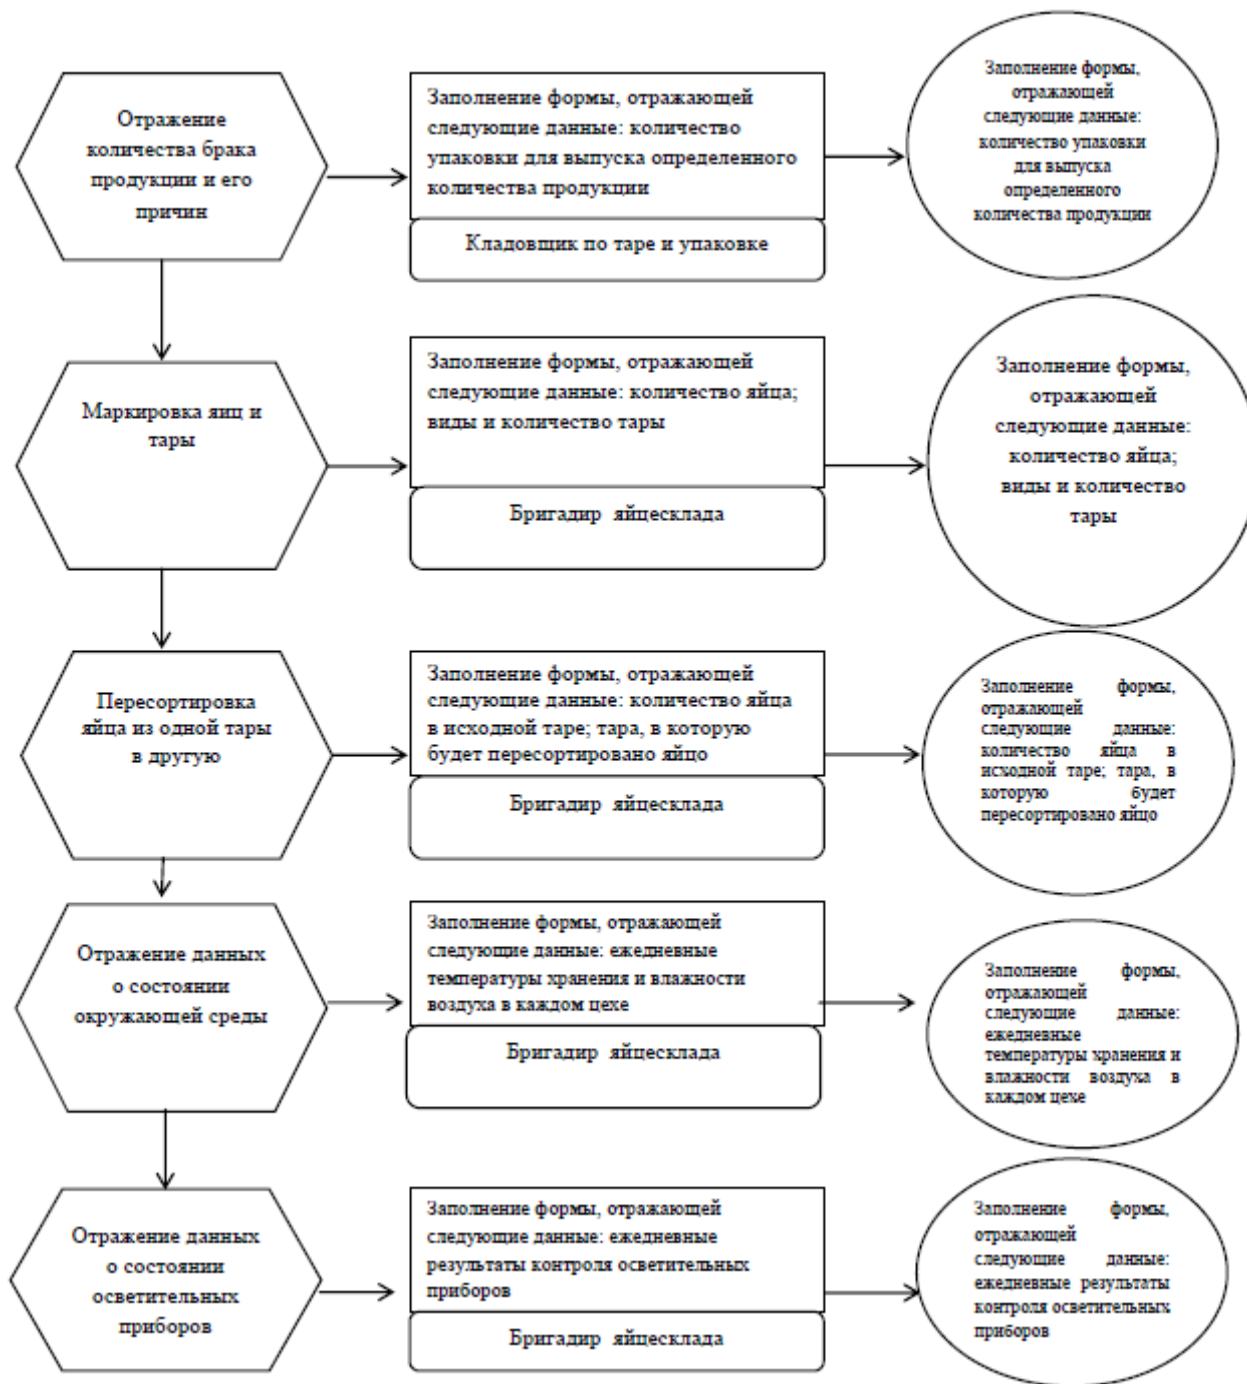 Отражение
количества брака
продукции и его
причин
Заполнение формы, отражающей
следующие данные: количество
упаковки для выпуска определенного
количества продукции
Кладовщик по таре и упаковке
Заполнение формы,
отражающей
следующие данные:
количество упаковки
для выпуска
определенного
количества продукции
Маркировка яиц и
тары
Заполнение формы, отражающей
следующие данные: количество яйца;
виды и количество тары
Бригадир яйцесклада
Заполнение формы,
отражающей
следующие данные:
количество яйца;
виды и количество
тары
Пересортировка
яйца из одной тары
в другую
Заполнение формы, отражающей
следующие данные: количество яйца
в исходной таре; тара, в которую
будет пересортировано яйцо
Бригадир яйцесклада
Заполнение формы,
отражающей
следующие данные:
количество яйца в
исходной таре; тара, в
которую будет
пересортировано яйцо
Отражение данных
о состоянии
окружающей среды
Заполнение формы, отражающей
следующие данные: ежедневные
температуры хранения и влажности
воздуха в каждом цехе
Бригадир яйцесклада
Заполнение формы,
отражающей
следующие данные:
ежедневные
температуры хранения и
влажности воздуха в
каждом цехе
Отражение данных
о состоянии
осветительных
приборов
Заполнение формы, отражающей
следующие данные: ежедневные
результаты контроля осветительных
приборов
Бригадир яйцесклада
Заполнение формы,
отражающей
следующие данные:
ежедневные результаты
контроля осветительных
приборов